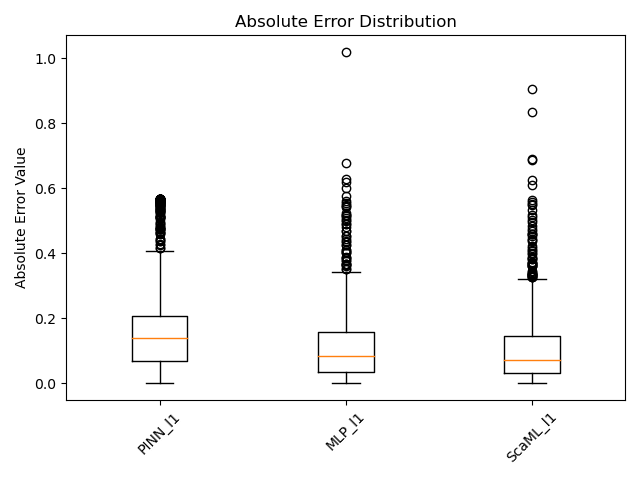 Absolute Error Distribution
Absolute Error Value
1.0
0.8
0.6
0.4
0.2
0.0
PINN_l1
MLP_l1
ScaML_l1